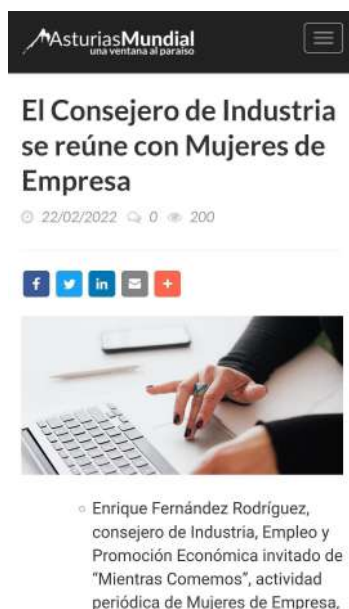 AsturiasMundial
una ventana al paraíso
El Consejero de Industria
se reúne con Mujeres de
Empresa
22/02/2022 0 200
f in +
Enrique Fernández Rodríguez,
consejero de Industria, Empleo y
Promoción Económica invitado de
"Mientras Comemos", actividad
periódica de Mujeres de Empresa,